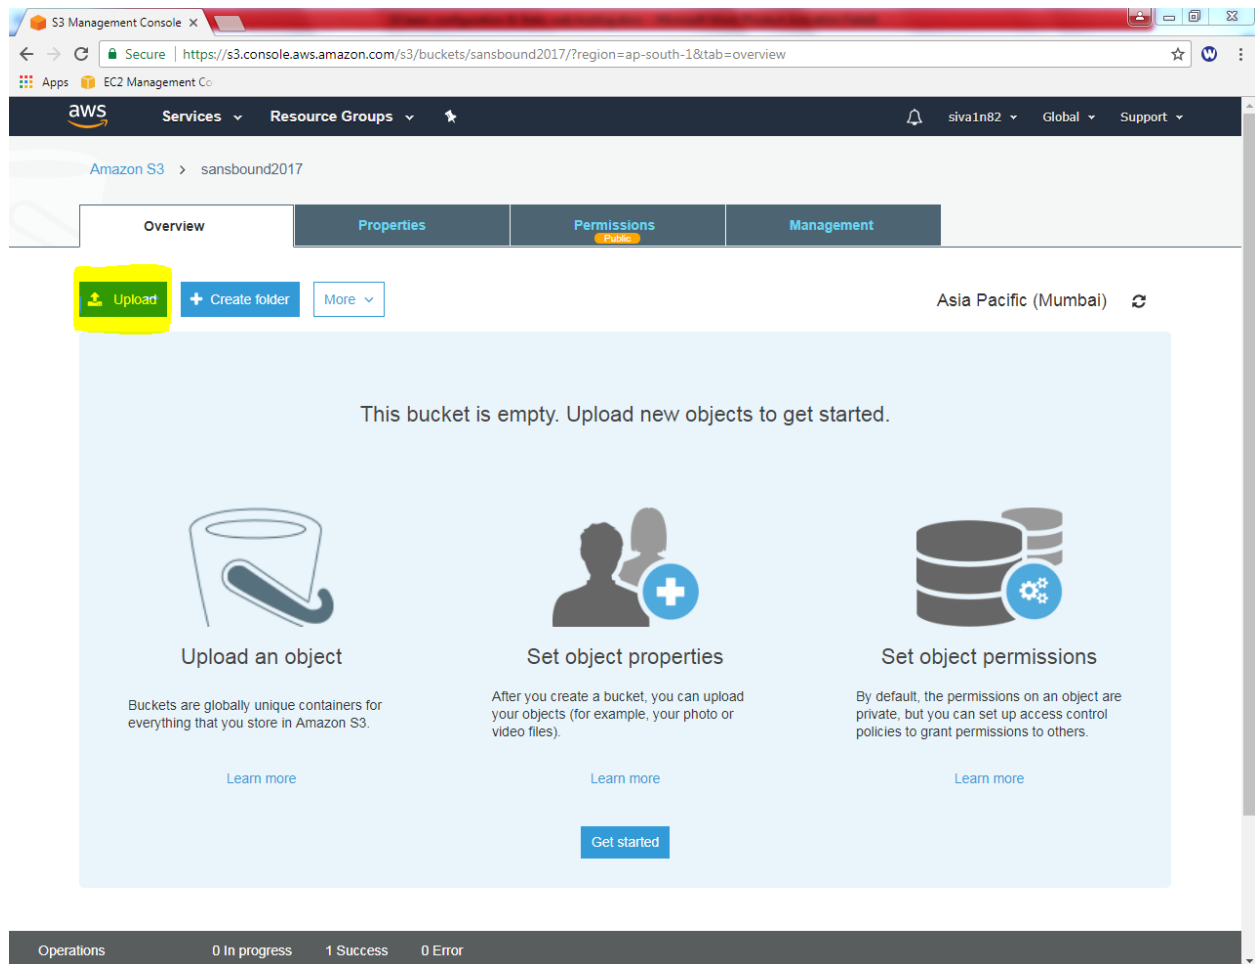 S3 Management Console
Secure https://s3.console.aws.amazon.com/s3/buckets/sansbound2017/?region=ap-south-1&tab=overview
Apps EC2 Management Co
aws Services Resource Groups siva1n82 Global Support
Amazon S3 > sansbound2017
Overview Properties Permissions Management
Public
Upload Create folder More Asia Pacific (Mumbai)
This bucket is empty. Upload new objects to get started.
Upload an object
Buckets are globally unique containers for
everything that you store in Amazon S3.
Learn more
Set object properties
After you create a bucket, you can upload
your objects (for example, your photo or
video files).
Learn more
Set object permissions
By default, the permissions on an object are
private, but you can set up access control
policies to grant permissions to others.
Learn more
Get started
Operations 0 In progress 1 Success 0 Error